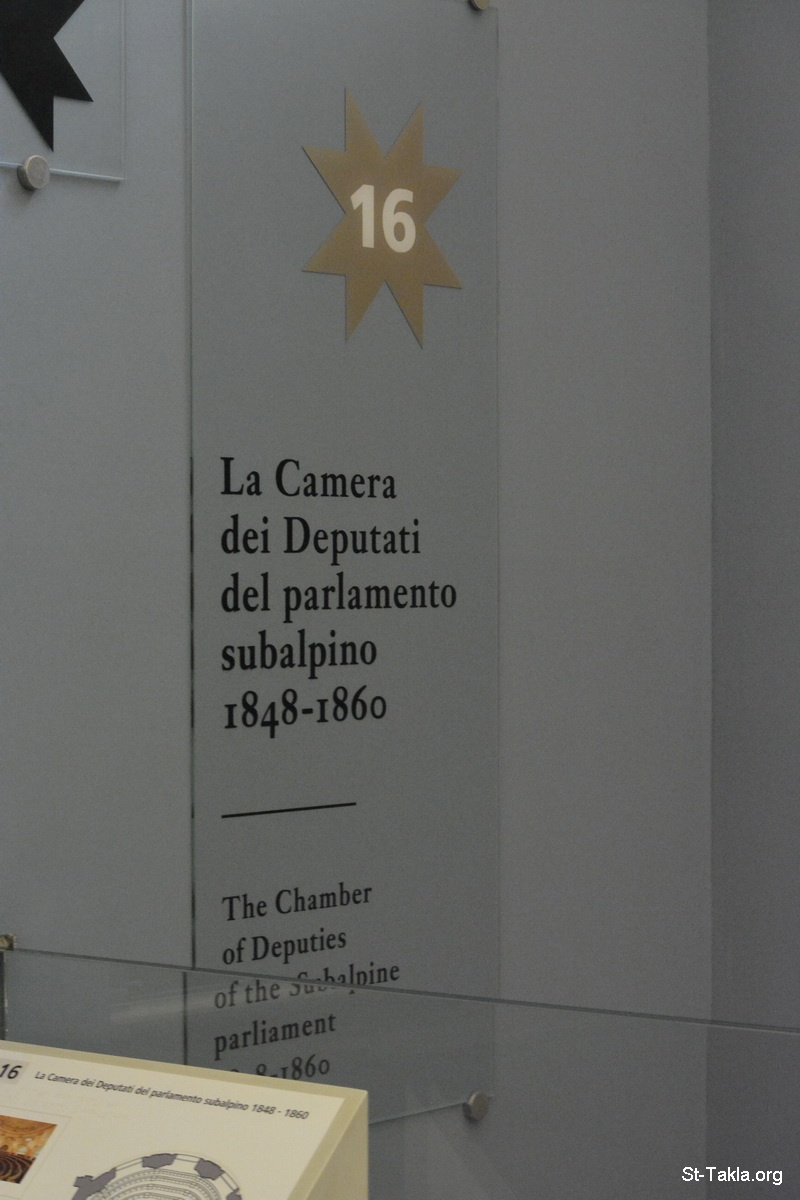 16
La Camera
dei Deputati
del parlamento
subalpino
1848-1860
The Chamber
of Deputies
of the Subalpine
parliament
8-1860
16 La Camera dei Deputati del parlamento subalpino 1848 - 1860
St-Takla.org